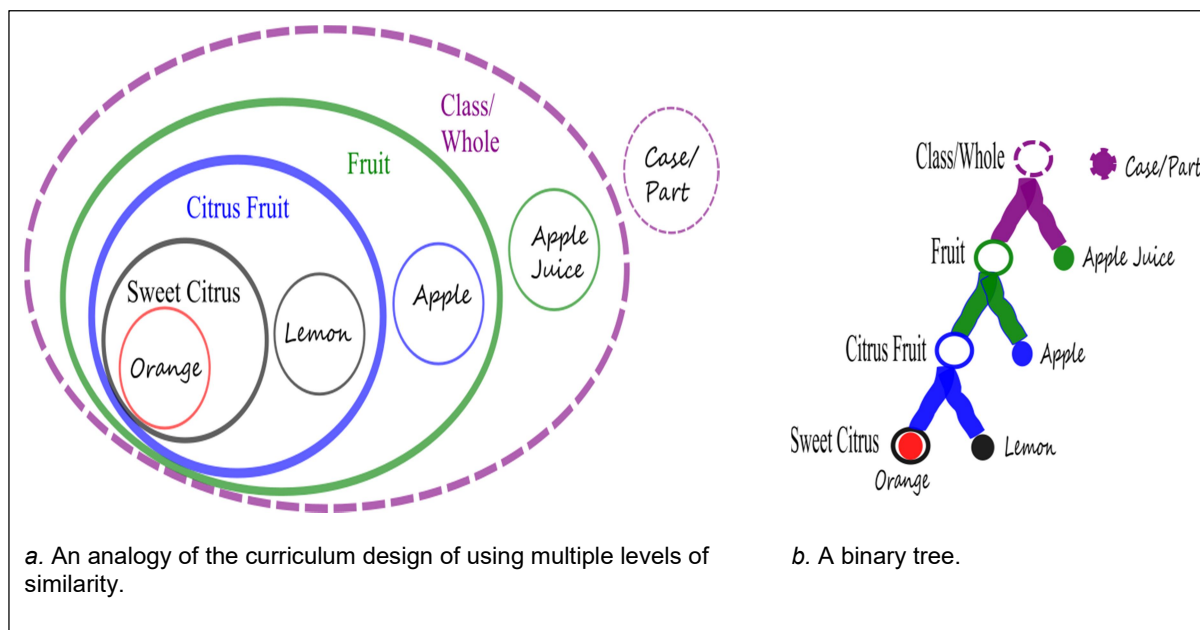 Class/
Whole
Case/
Part
Fruit
Citrus Fruit
Apple
Juice
Sweet Citrus
Lemon
Apple
Orange
Class/Whole
Case/Part
Fruit
Apple Juice
Citrus Fruit
Apple
Sweet Citrus
Lemon
Orange
a. An analogy of the curriculum design of using multiple levels of
similarity.
b. A binary tree.